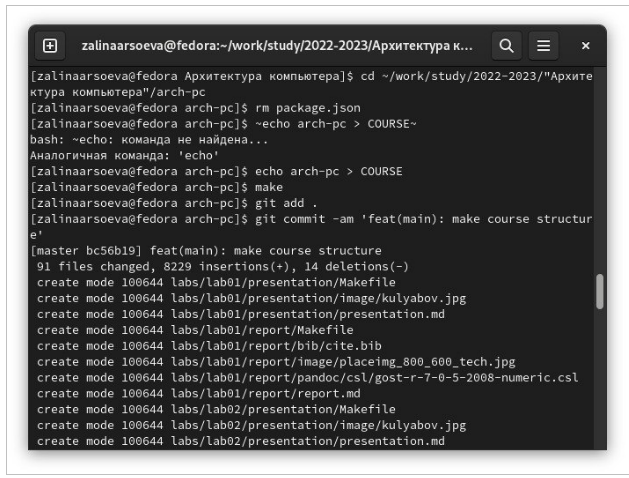 zalinaarsoeva@fedora:~/work/study/2022-2023/Архитектура к...
[zalinaarsoeva@fedora Архитектура компьютера]$ cd ~/work/study/2022-2023/"Архите
ктура компьютера"/arch-pc
[zalinaarsoeva@fedora arch-pc]$ rm package.json
[zalinaarsoeva@fedora arch-pc]$ ~echo arch-pc > COURSE~
bash: ~echo: команда не найдена...
Аналогичная команда: 'echo'
[zalinaarsoeva@fedora arch-pc]$ echo arch-pc > COURSE
[zalinaarsoeva@fedora arch-pc]$ make
[zalinaarsoeva@fedora arch-pc]$ git add .
[zalinaarsoeva@fedora arch-pc]$ git commit -am 'feat(main): make course structur
e'
[master bc56b19] feat(main): make course structure
 91 files changed, 8229 insertions(+), 14 deletions(-)
 create mode 100644 labs/lab01/presentation/Makefile
 create mode 100644 labs/lab01/presentation/image/kulyabov.jpg
 create mode 100644 labs/lab01/presentation/presentation.md
 create mode 100644 labs/lab01/report/Makefile
 create mode 100644 labs/lab01/report/bib/cite.bib
 create mode 100644 labs/lab01/report/image/placeimg_800_600_tech.jpg
 create mode 100644 labs/lab01/report/pandoc/csl/gost-r-7-0-5-2008-numeric.csl
 create mode 100644 labs/lab01/report/report.md
 create mode 100644 labs/lab02/presentation/Makefile
 create mode 100644 labs/lab02/presentation/image/kulyabov.jpg
 create mode 100644 labs/lab02/presentation/presentation.md